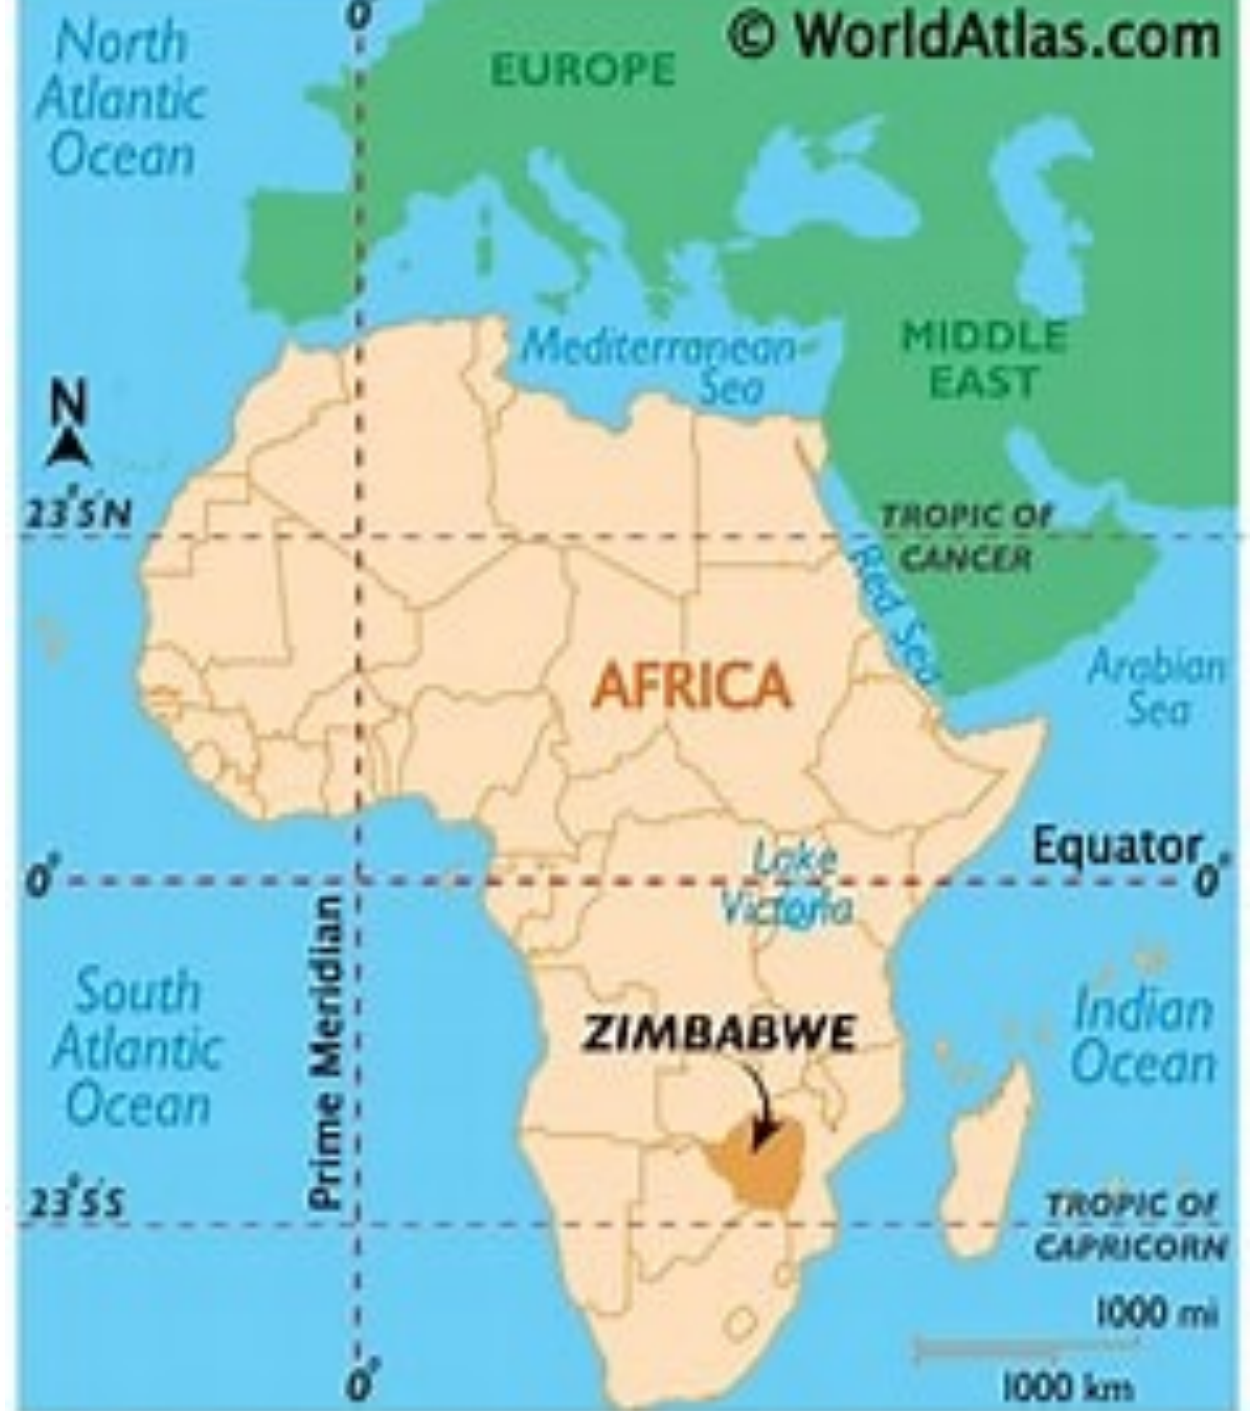 © WorldAtlas.com
0°
North
Atlantic
Ocean
EUROPE
MIDDLE
EAST
Mediterranean
Sea
N
23°5'N
TROPIC OF
CANCER
Red Sea
AFRICA
Arabian
Sea
Equator
0°
0°
Lake
Victoria
Prime Meridian
South
Atlantic
Ocean
ZIMBABWE
Indian
Ocean
23°5'S
TROPIC OF
CAPRICORN
1000 mi
1000 km
0°